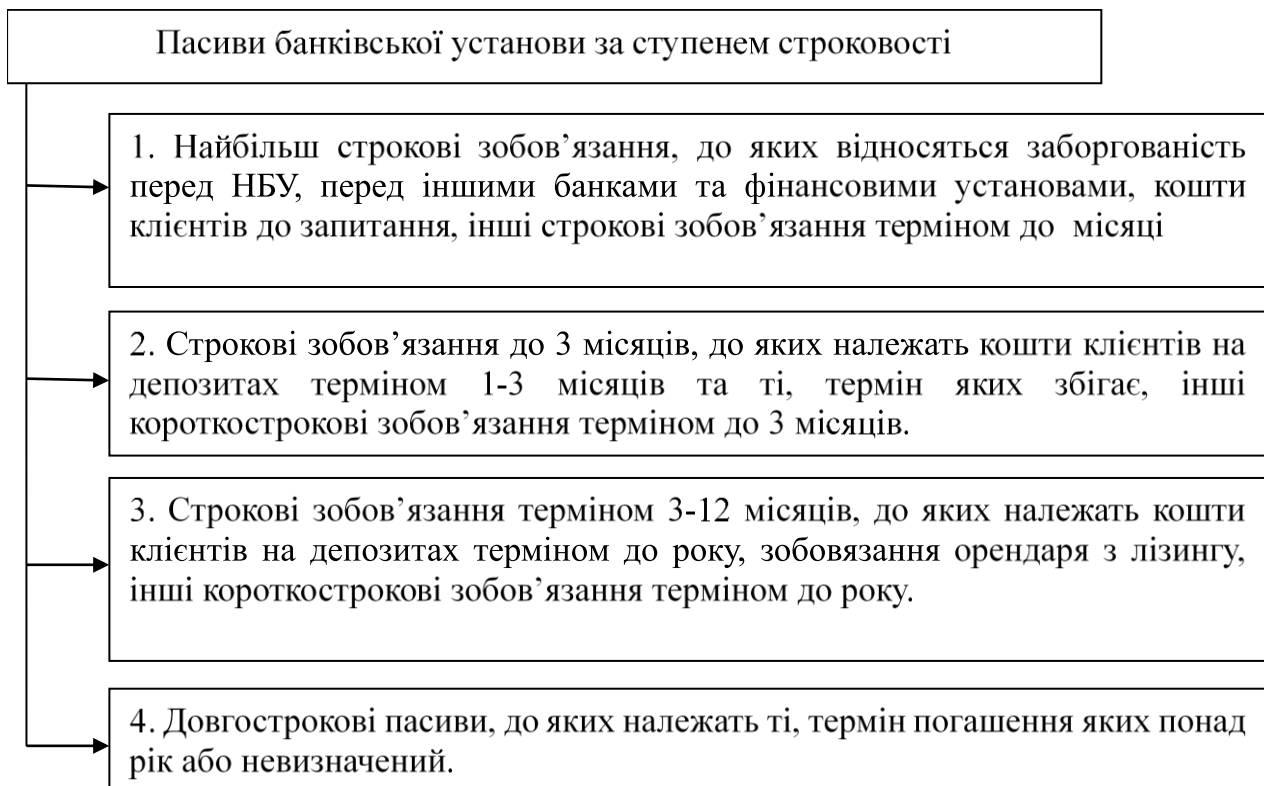 Пасиви банківської установи за ступенем строковості
1. Найбільш строкові зобов’язання, до яких відносяться заборгованість
перед НБУ, перед іншими банками та фінансовими установами, кошти
клієнтів до запитання, інші строкові зобов’язання терміном до місяці
2. Строкові зобов’язання до 3 місяців, до яких належать кошти клієнтів на
депозитах терміном 1-3 місяців та ті, термін яких збігає, інші
короткострокові зобов’язання терміном до 3 місяців.
3. Строкові зобов’язання терміном 3-12 місяців, до яких належать кошти
клієнтів на депозитах терміном до року, зобовязання орендаря з лізингу,
інші короткострокові зобов’язання терміном до року.
4. Довгострокові пасиви, до яких належать ті, термін погашення яких понад
рік або невизначений.